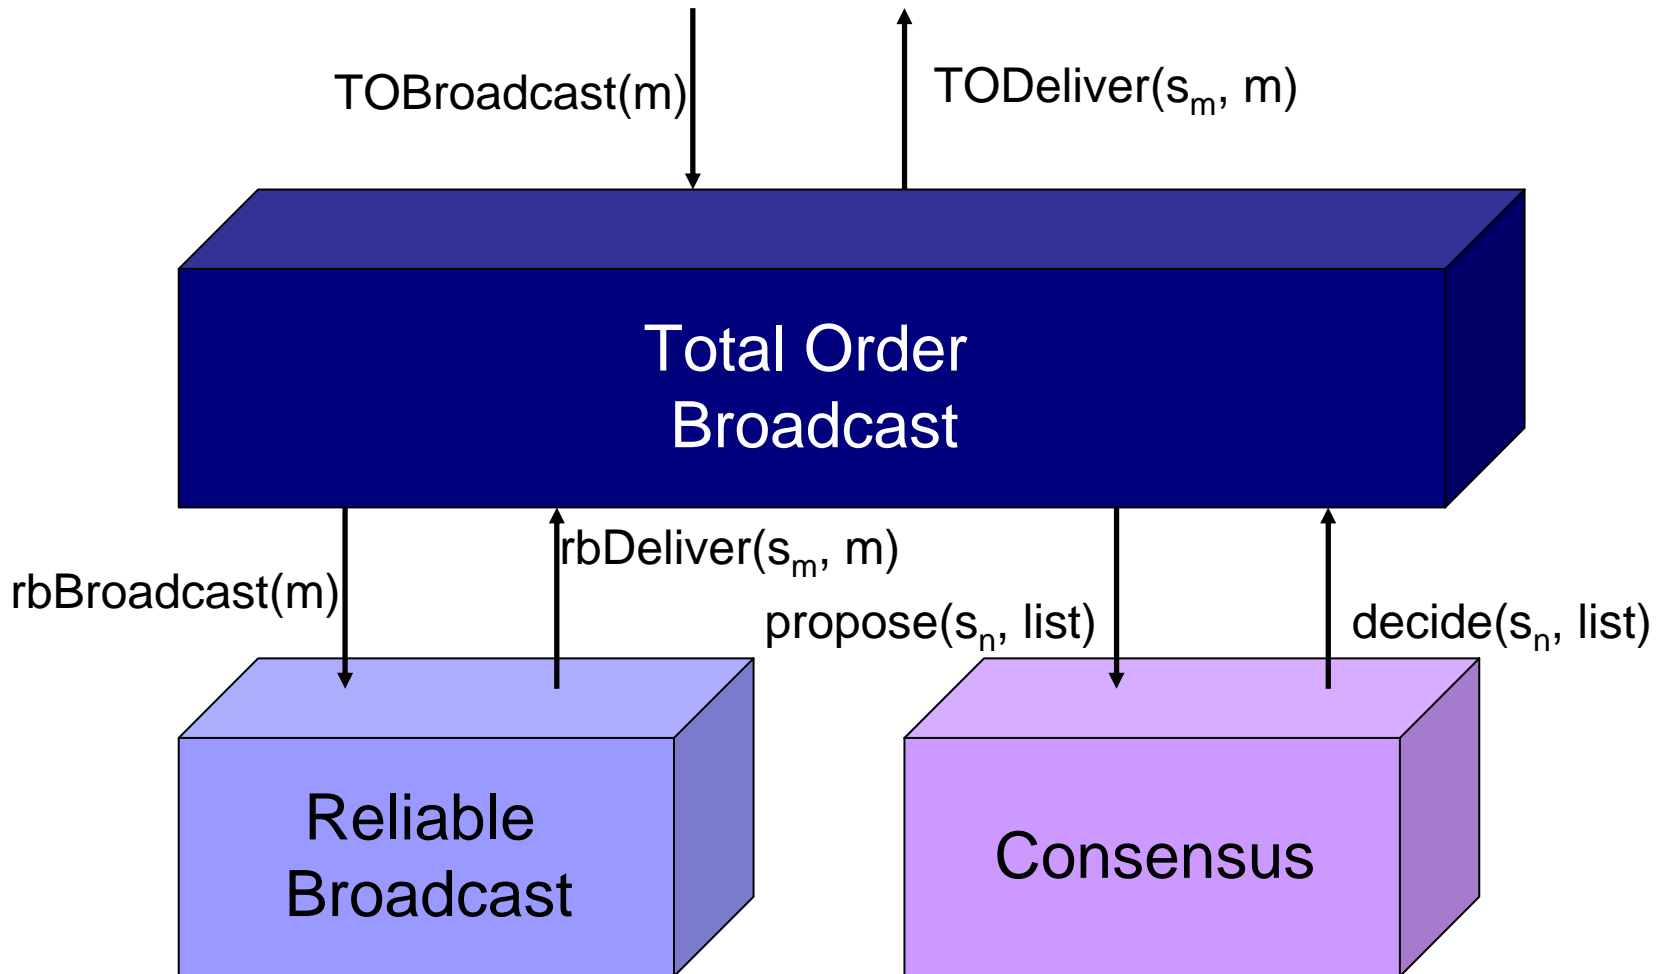 TOBroadcast(m)
TODeliver(sₘ, m)
Total Order
Broadcast
rbBroadcast(m)
rbDeliver(sₘ, m)
propose(sₙ, list)
decide(sₙ, list)
Reliable
Broadcast
Consensus